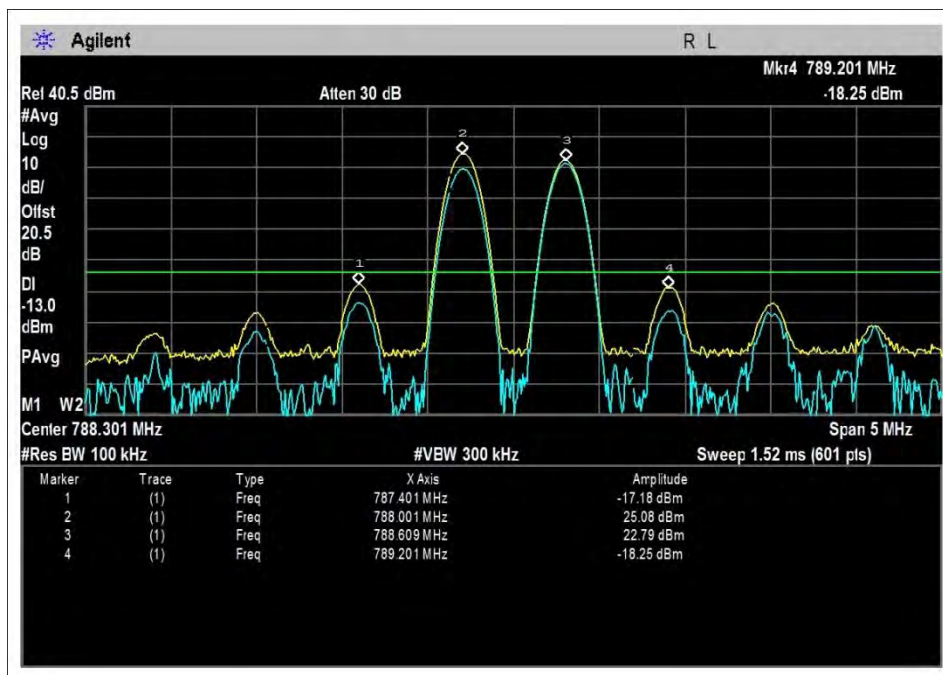 Agilent R L
Mkr4 789.201 MHz
Ref 40.5 dBm Atten 30 dB -18.25 dBm
#Avg
Log
10
dB/
Offst
20.5
dB
DI
-13.0
dBm
PAvg
M1 W2
1
2
3
4
Center 788.301 MHz Span 5 MHz
#Res BW 100 kHz #VBW 300 kHz Sweep 1.52 ms (601 pts)
Marker Trace Type X Axis Amplitude
1 (1) Freq 787.401 MHz -17.18 dBm
2 (1) Freq 788.001 MHz 25.08 dBm
3 (1) Freq 788.609 MHz 22.79 dBm
4 (1) Freq 789.201 MHz -18.25 dBm